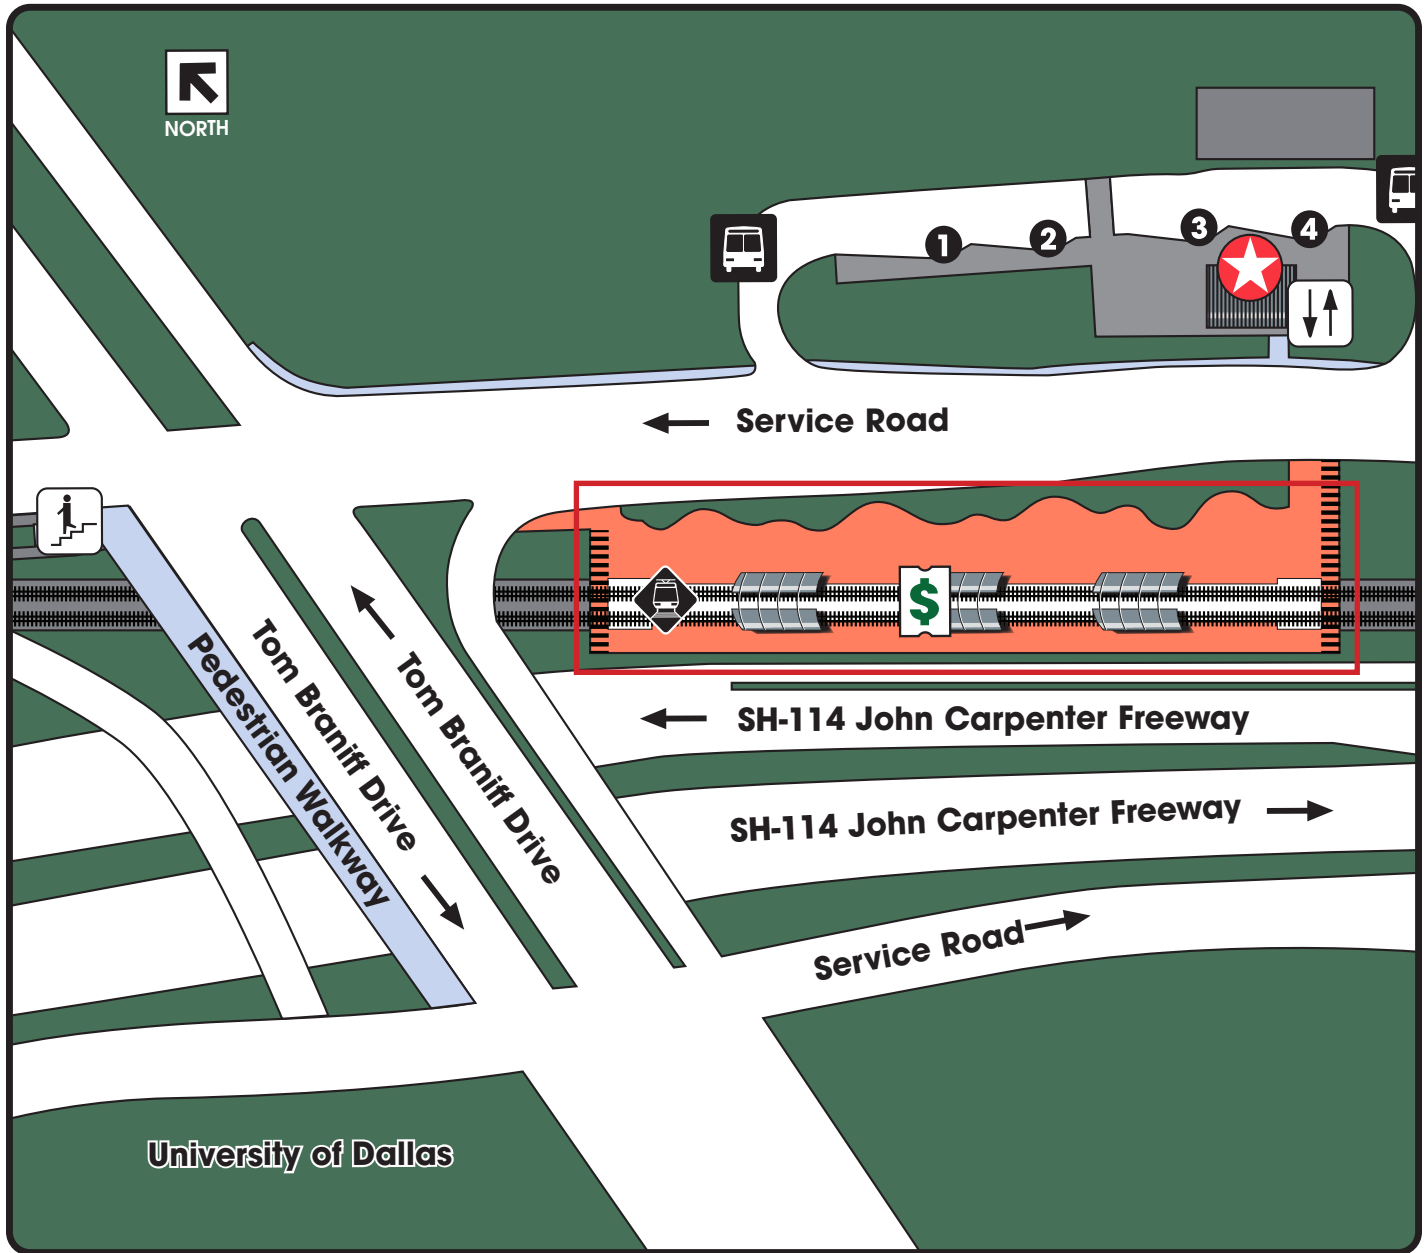 NORTH
1
2
3
4
Service Road
$
Tom Braniff Drive
Tom Braniff Drive
Pedestrian Walkway
SH-114 John Carpenter Freeway
SH-114 John Carpenter Freeway
Service Road
University of Dallas